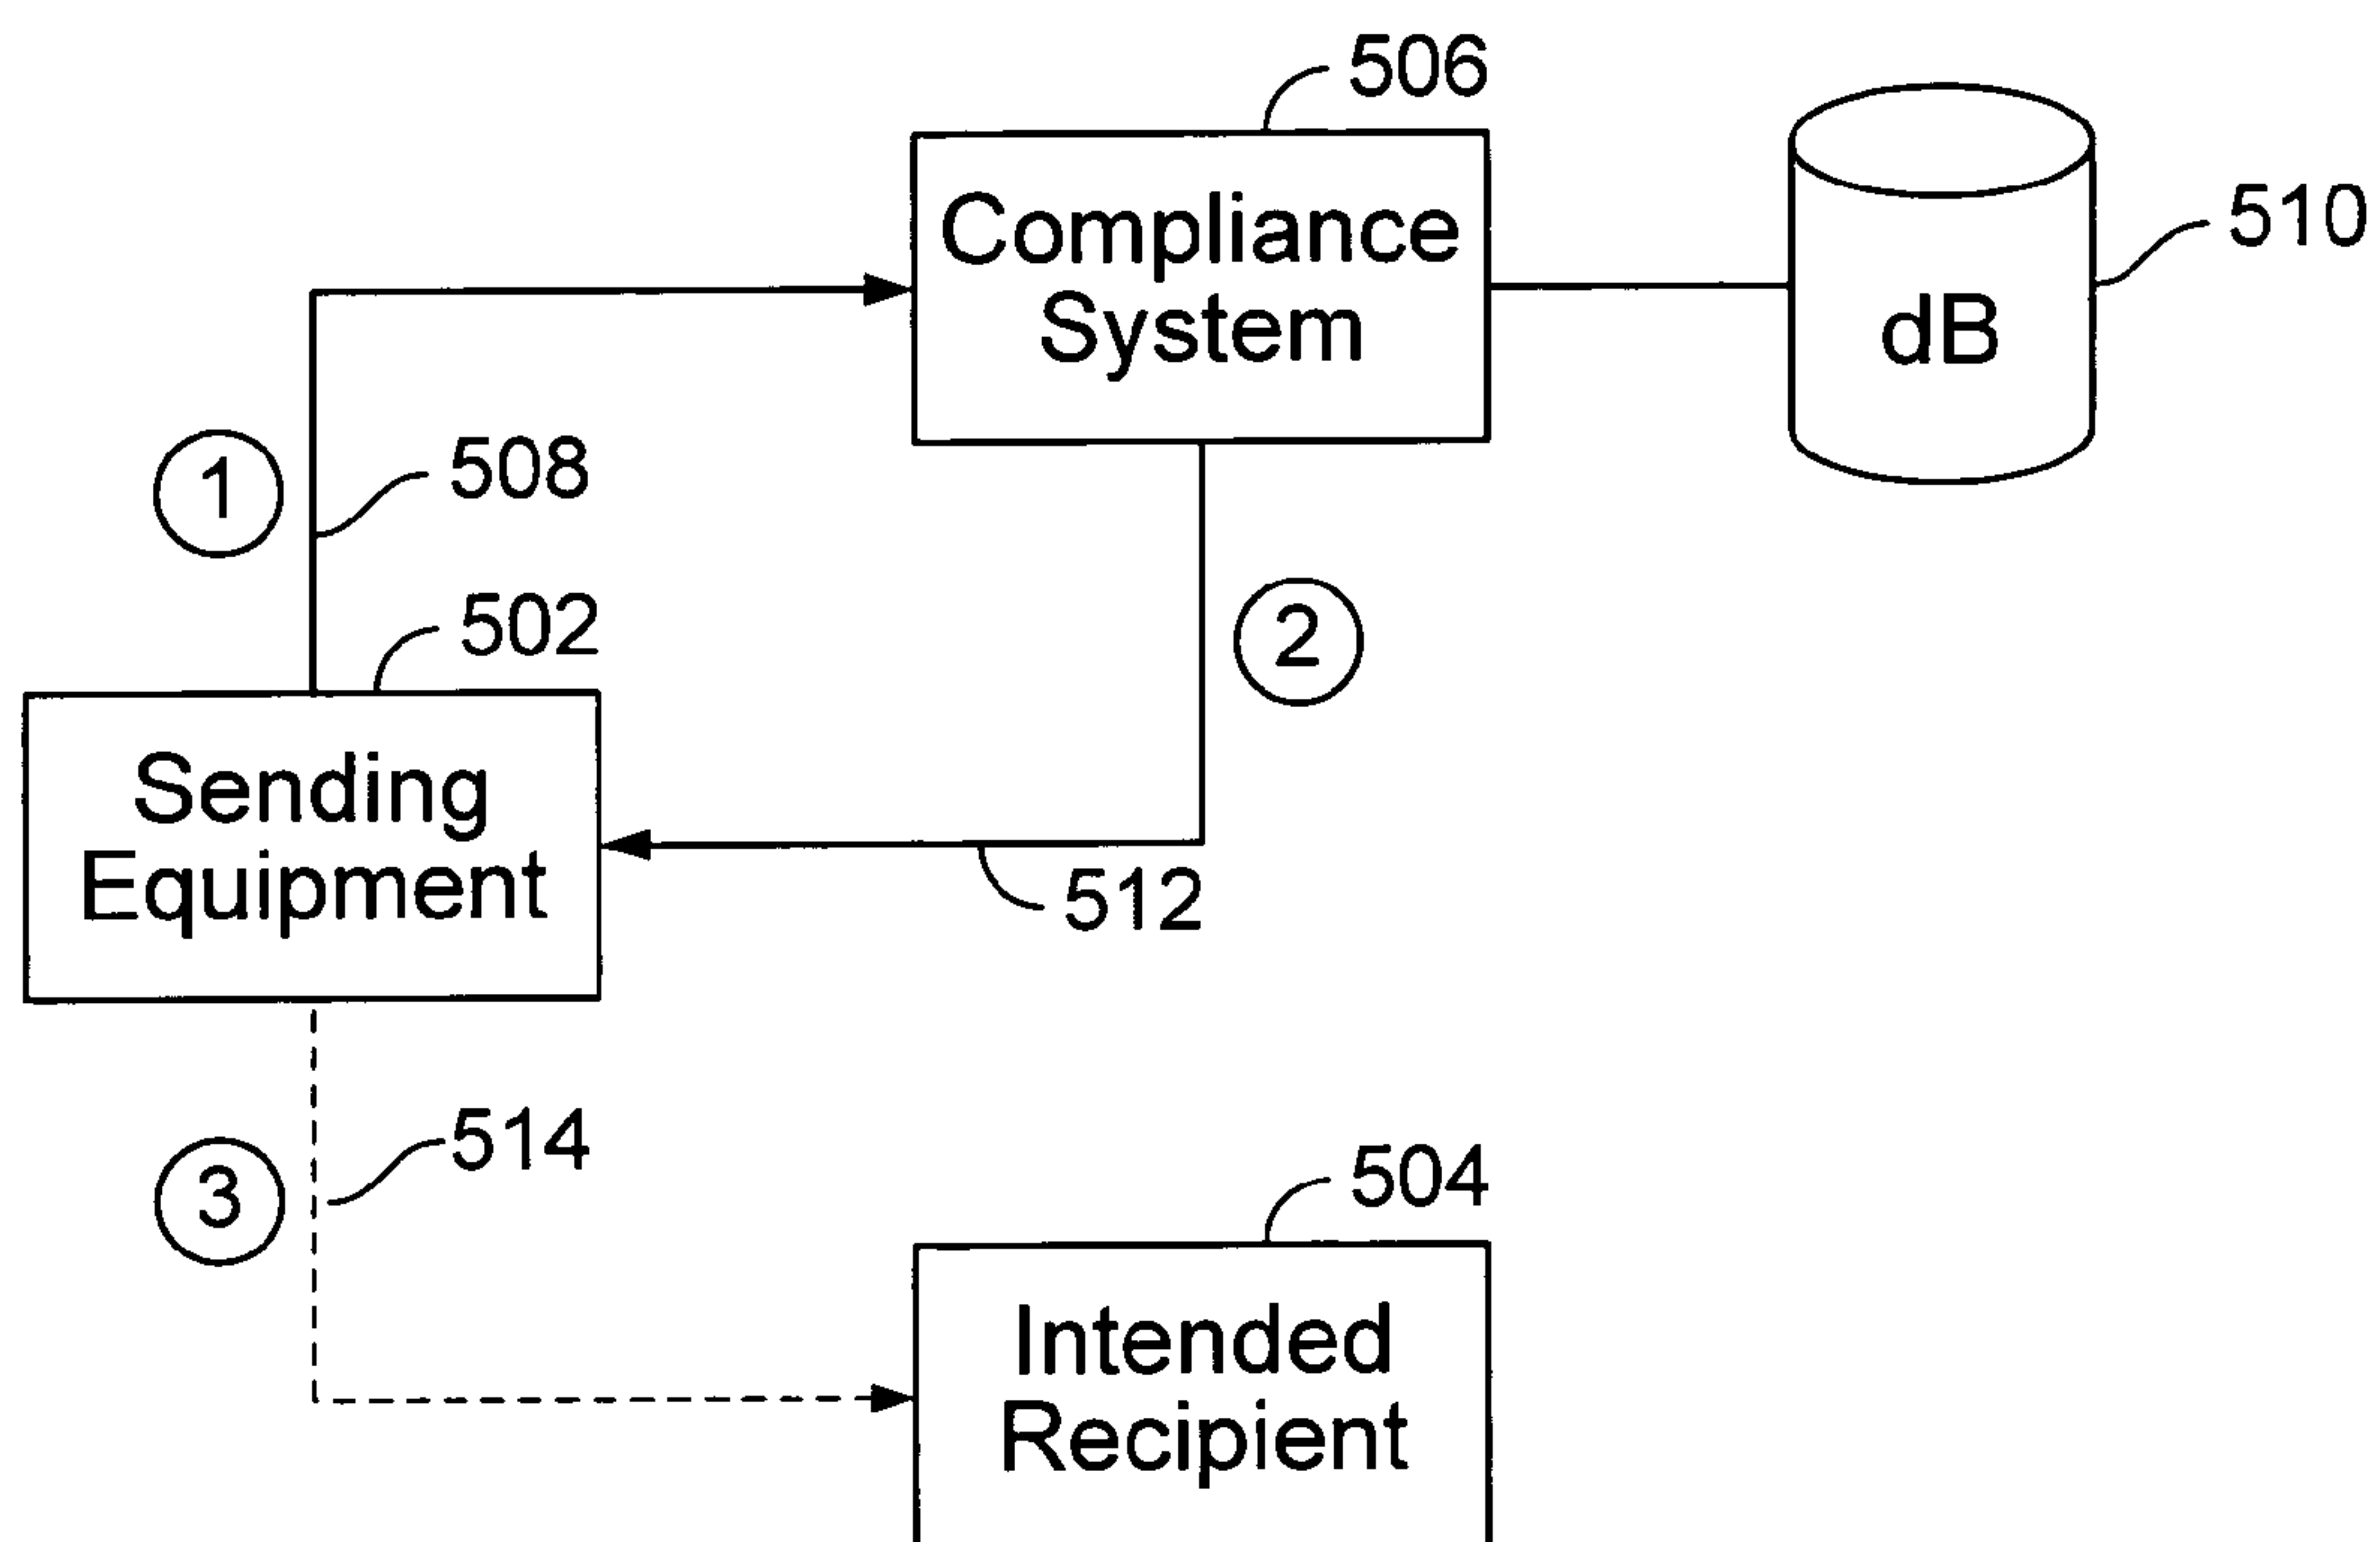 506
Compliance
System
510
dB
1
508
502
2
Sending
Equipment
512
3
514
504
Intended
Recipient